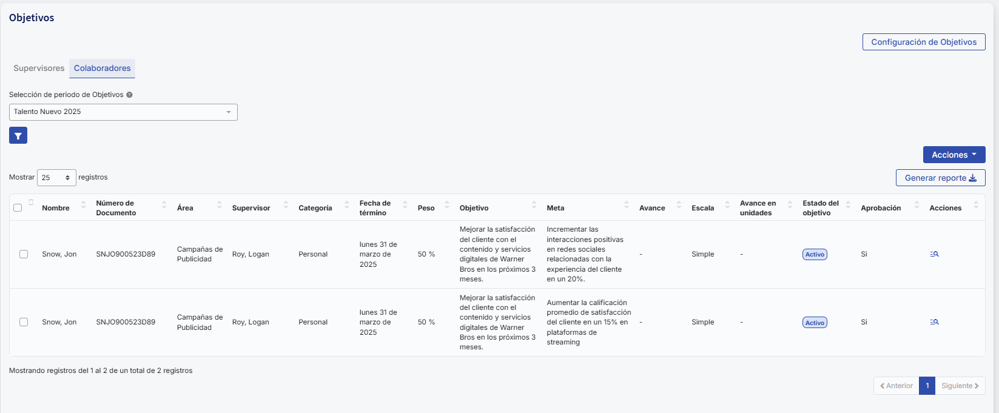 Objetivos
Configuración de Objetivos
Supervisores Colaboradores
Selección de periodo de Objetivos ?
Talento Nuevo 2025
Acciones
Mostrar 25 registros
Generar reporte
Nombre Número de Documento Área Supervisor Categoría Fecha de término Peso Objetivo Meta Avance Escala Avance en unidades Estado del objetivo Aprobación Acciones
Snow, Jon
SNJO900523D89
Campañas de
Publicidad
Roy, Logan
Personal
lunes 31 de
marzo de
2025
50 %
Mejorar la satisfacción
del cliente con el
contenido y servicios
digitales de Warner
Bros en los próximos 3
meses.
Incrementar las
interacciones positivas
en redes sociales
relacionadas con la
experiencia del cliente
en un 20%.
-
Simple
-
Activo
Si
Snow, Jon
SNJO900523D89
Campañas de
Publicidad
Roy, Logan
Personal
lunes 31 de
marzo de
2025
50 %
Mejorar la satisfacción
del cliente con el
contenido y servicios
digitales de Warner
Bros en los próximos 3
meses.
Aumentar la calificación
promedio de satisfacción
del cliente en un 15% en
plataformas de
streaming
-
Simple
-
Activo
Si
Mostrando registros del 1 al 2 de un total de 2 registros
Anterior 1 Siguiente